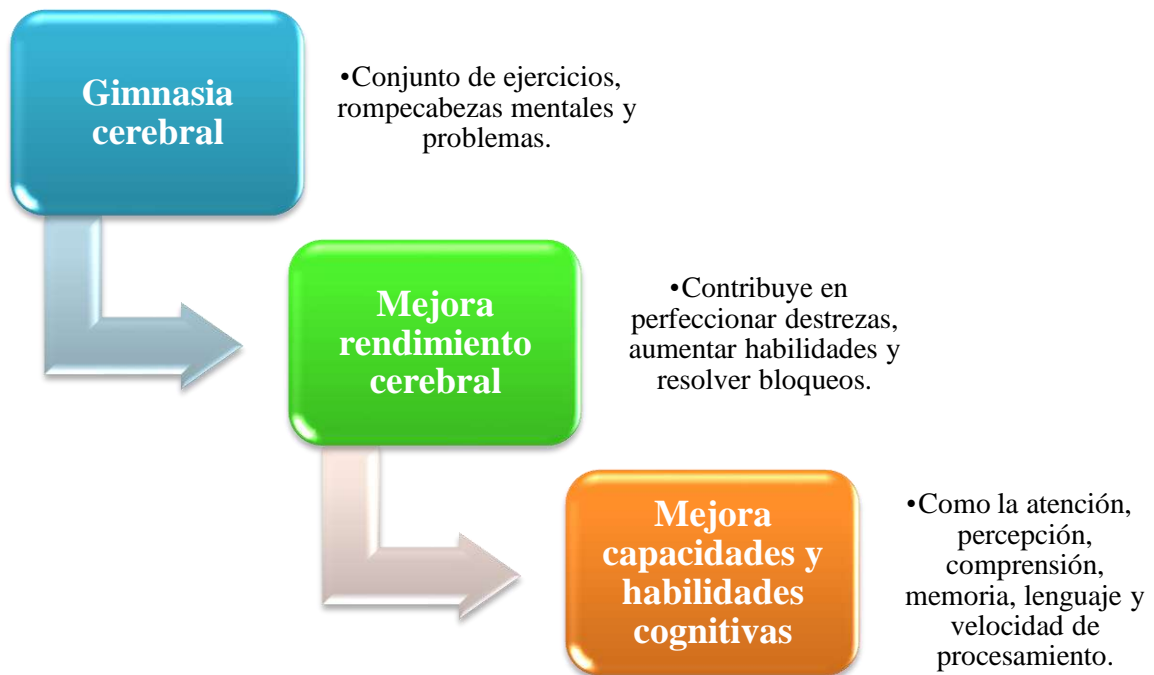 Gimnasia
cerebral
•Conjunto de ejercicios,
rompecabezas mentales y
problemas.
Mejora
rendimiento
cerebral
•Contribuye en
perfeccionar destrezas,
aumentar habilidades y
resolver bloqueos.
Mejora
capacidades y
habilidades
cognitivas
•Como la atención,
percepción,
comprensión,
memoria, lenguaje y
velocidad de
procesamiento.